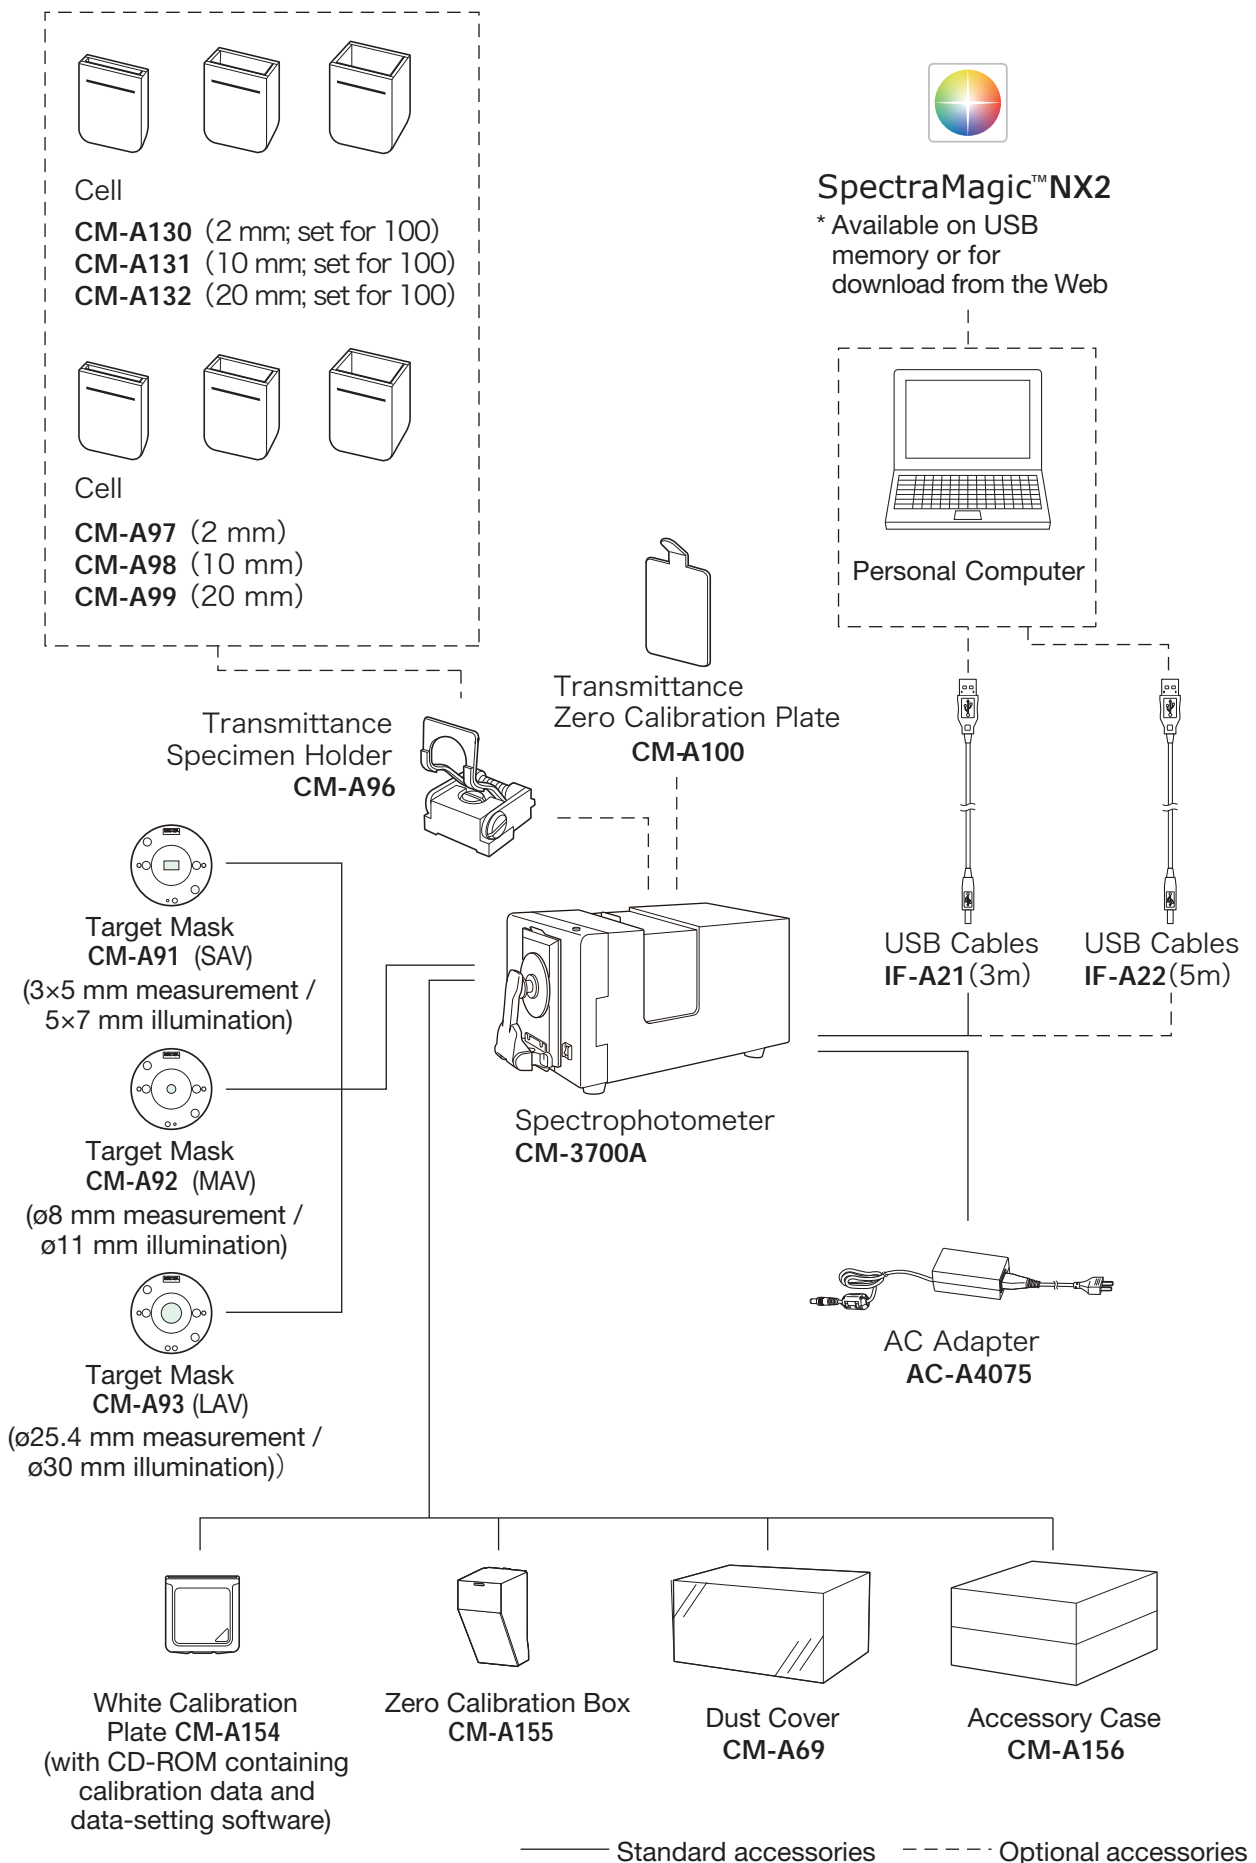 Cell
CM-A130 (2 mm; set for 100)
CM-A131 (10 mm; set for 100)
CM-A132 (20 mm; set for 100)
Cell
CM-A97 (2 mm)
CM-A98 (10 mm)
CM-A99 (20 mm)
SpectraMagic™ NX2
* Available on USB
memory or for
download from the Web
Personal Computer
Transmittance
Zero Calibration Plate
CM-A100
Transmittance
Specimen Holder
CM-A96
Target Mask
CM-A91 (SAV)
(3×5 mm measurement /
5×7 mm illumination)
Target Mask
CM-A92 (MAV)
(ø8 mm measurement /
ø11 mm illumination)
Target Mask
CM-A93 (LAV)
(ø25.4 mm measurement /
ø30 mm illumination))
USB Cables
IF-A21(3m)
USB Cables
IF-A22(5m)
Spectrophotometer
CM-3700A
AC Adapter
AC-A4075
White Calibration
Plate CM-A154
(with CD-ROM containing
calibration data and
data-setting software)
Zero Calibration Box
CM-A155
Dust Cover
CM-A69
Accessory Case
CM-A156
Standard accessories
Optional accessories